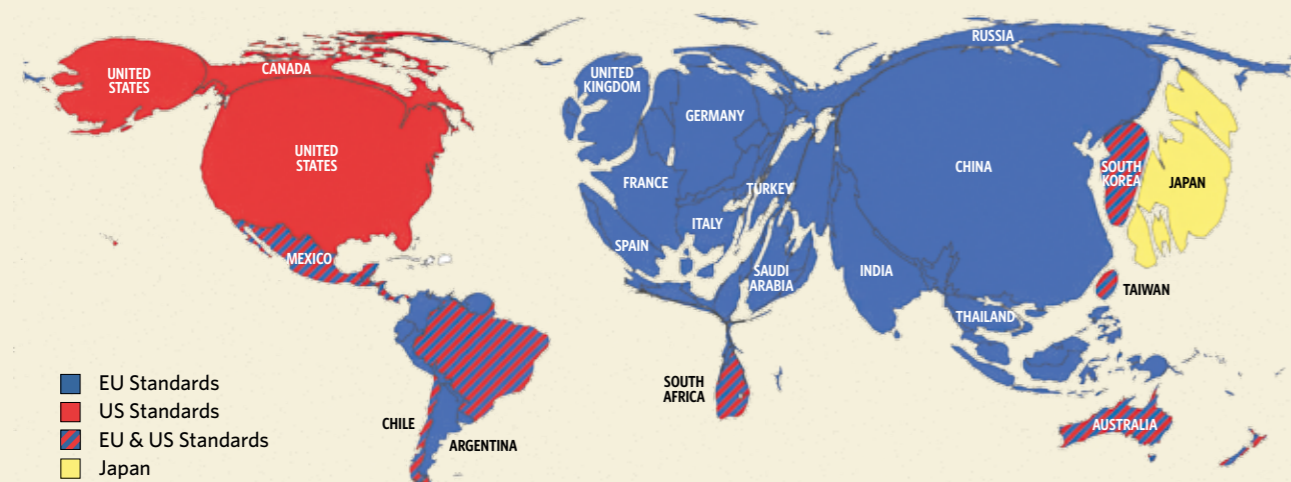 UNITED
STATES
CANADA
UNITED
STATES
MEXICO
UNITED
KINGDOM
GERMANY
FRANCE
SPAIN
ITALY
TURKEY
SAUDI
ARABIA
RUSSIA
CHINA
INDIA
THAILAND
SOUTH
KOREA
JAPAN
TAIWAN
SOUTH
AFRICA
AUSTRALIA
CHILE
ARGENTINA
EU Standards
US Standards
EU & US Standards
Japan